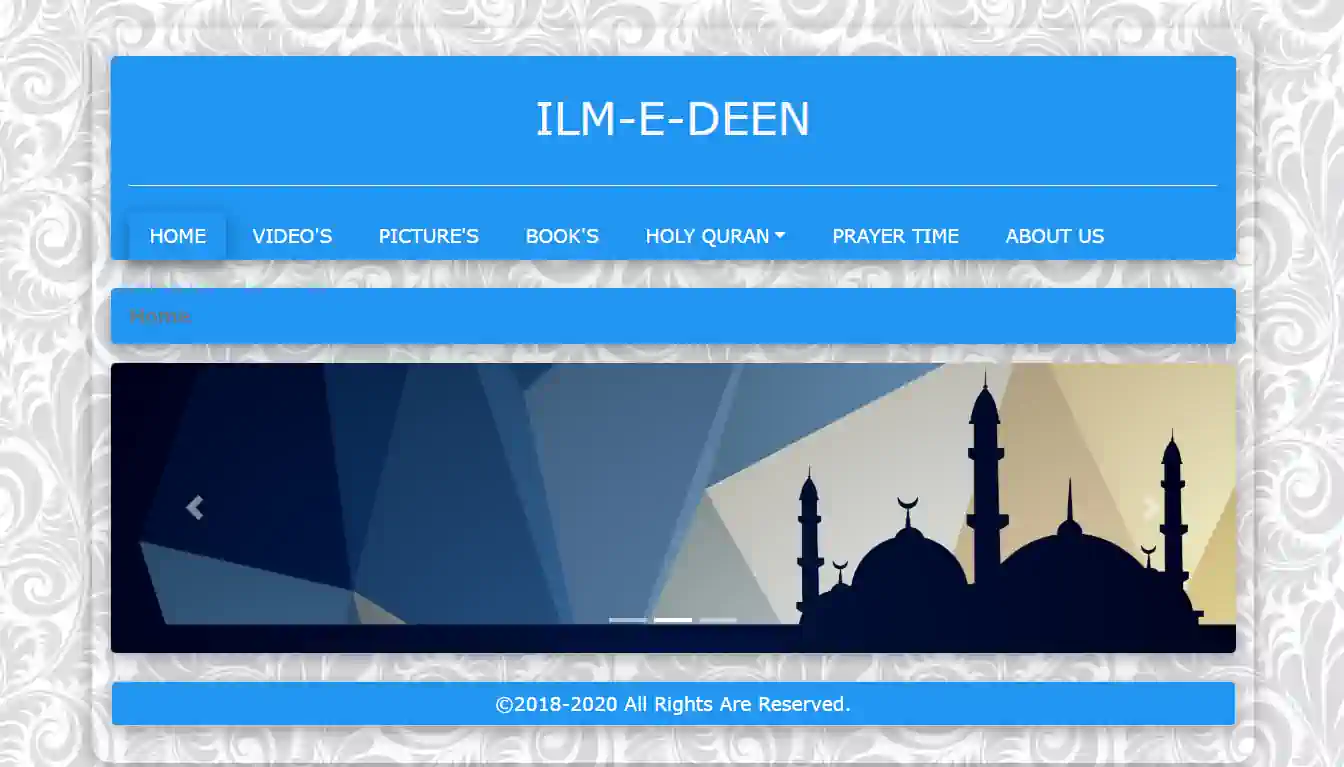 ILM-E-DEEN
HOME VIDEO'S PICTURE'S BOOK'S HOLY QURAN PRAYER TIME ABOUT US
Home
©2018-2020 All Rights Are Reserved.